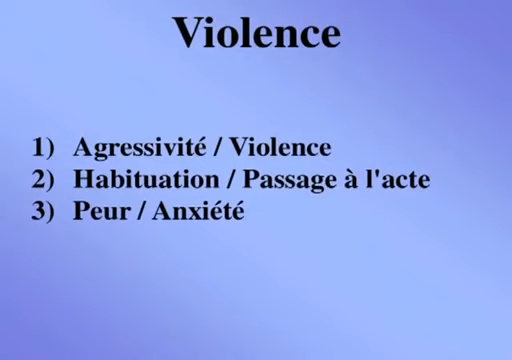 Violence
1) Agressivité / Violence
2) Habituation / Passage à l'acte
3) Peur / Anxiété